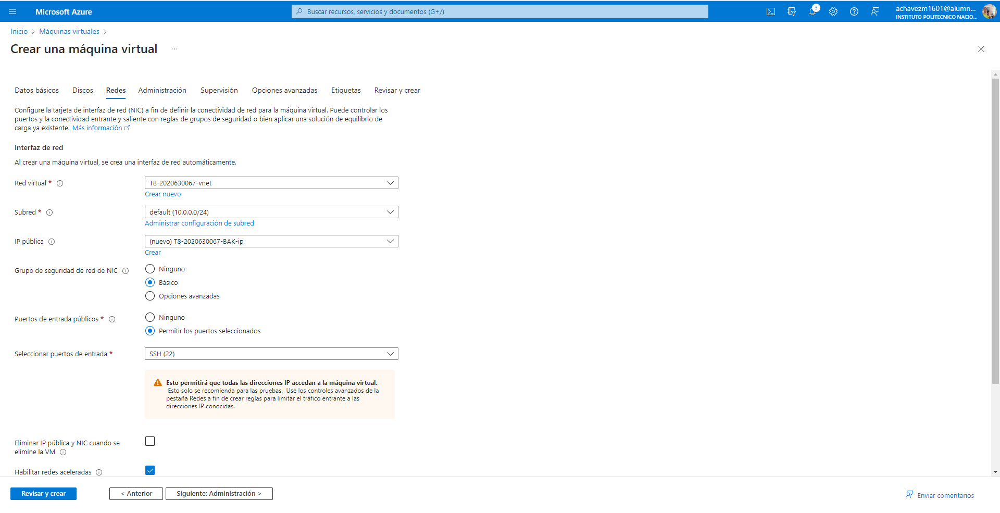 Microsoft Azure
Buscar recursos, servicios y documentos (G+/)
3
achavezm1601@alumn...
INSTITUTO POLITECNICO NACIO...
Inicio > Máquinas virtuales >
Crear una máquina virtual ...
Datos básicos Discos Redes Administración Supervisión Opciones avanzadas Etiquetas Revisar y crear
Configure la tarjeta de interfaz de red (NIC) a fin de definir la conectividad de red para la máquina virtual. Puede controlar los
puertos y la conectividad entrante y saliente con reglas de grupos de seguridad o bien aplicar una solución de equilibrio de
carga ya existente. Más información
Interfaz de red
Al crear una máquina virtual, se crea una interfaz de red automáticamente.
Red virtual *
T8-2020630067-vnet
Crear nuevo
Subred *
default (10.0.0.0/24)
Administrar configuración de subred
IP pública
(nuevo) T8-2020630067-BAK-ip
Crear
Grupo de seguridad de red de NIC
Ninguno
Básico
Opciones avanzadas
Puertos de entrada públicos *
Ninguno
Permitir los puertos seleccionados
Seleccionar puertos de entrada *
SSH (22)
Esto permitirá que todas las direcciones IP accedan a la máquina virtual.
Esto solo se recomienda para las pruebas. Use los controles avanzados de la
pestaña Redes a fin de crear reglas para limitar el tráfico entrante a las
direcciones IP conocidas.
Eliminar IP pública y NIC cuando se
elimine la VM
Habilitar redes aceleradas
Revisar y crear
< Anterior
Siguiente: Administración >
Enviar comentarios